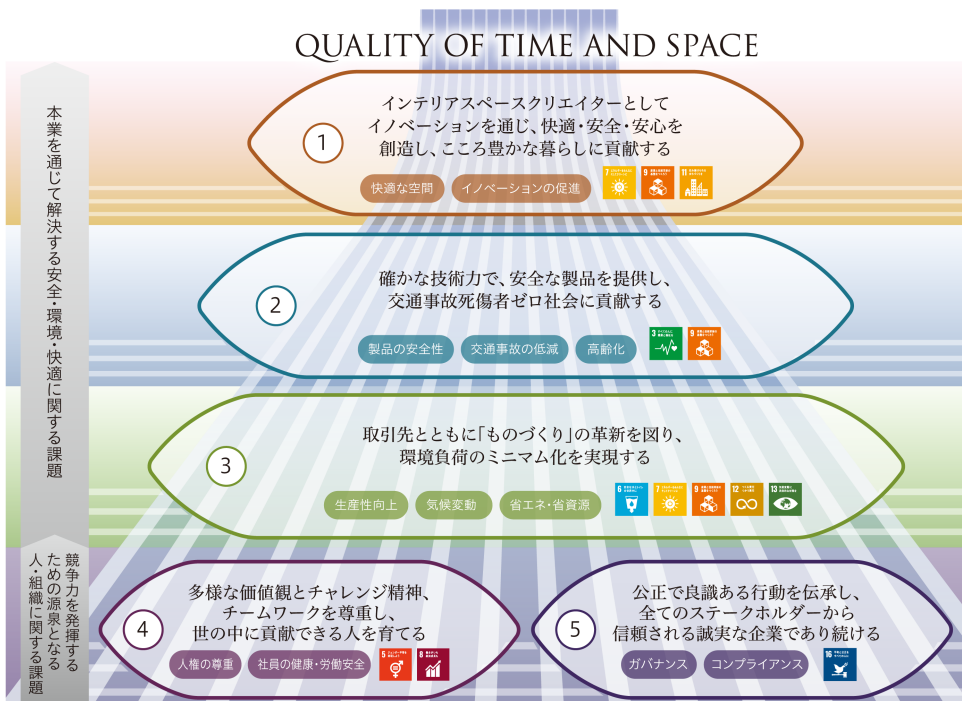 QUALITY OF TIME AND SPACE
本業を通じて解決する安全・環境・快適に関する課題
1
インテリアスペースクリエイターとして
イノベーションを通じ、快適・安全・安心を
創造し、こころ豊かな暮らしに貢献する
快適な空間
イノベーションの促進
7
9
11
2
確かな技術力で、安全な製品を提供し、
交通事故死傷者ゼロ社会に貢献する
製品の安全性
交通事故の低減
高齢化
3
9
3
取引先とともに「ものづくり」の革新を図り、
環境負荷のミニマム化を実現する
生産性向上
気候変動
省エネ・省資源
6
7
9
12
13
競争力を発揮する
ための源泉となる
人・組織に関する課題
4
多様な価値観とチャレンジ精神、
チームワークを尊重し、
世の中に貢献できる人を育てる
人権の尊重
社員の健康・労働安全
5
8
5
公正で良識ある行動を伝承し、
全てのステークホルダーから
信頼される誠実な企業であり続ける
ガバナンス
コンプライアンス
16